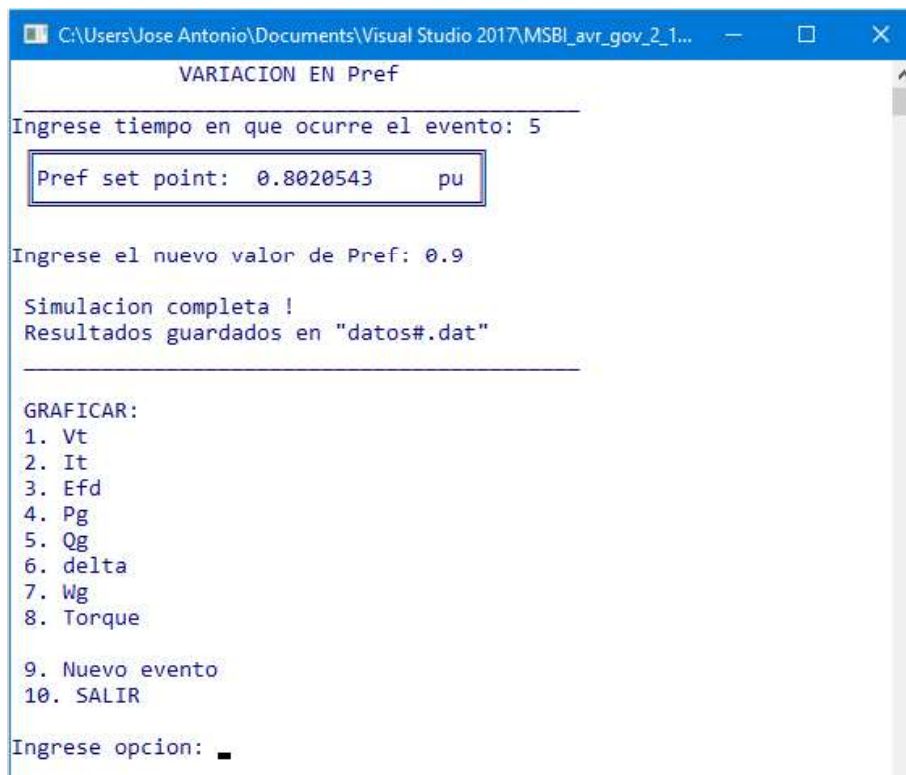 C:\Users\Jose Antonio\Documents\Visual Studio 2017\MSBI_avr_gov_2_1...
VARIACION EN Pref
Ingrese tiempo en que ocurre el evento: 5
Pref set point: 0.8020543 pu
Ingrese el nuevo valor de Pref: 0.9
Simulacion completa !
Resultados guardados en "datos#.dat"
GRAFICAR:
1. Vt
2. It
3. Efd
4. Pg
5. Qg
6. delta
7. Wg
8. Torque
9. Nuevo evento
10. SALIR
Ingrese opcion: